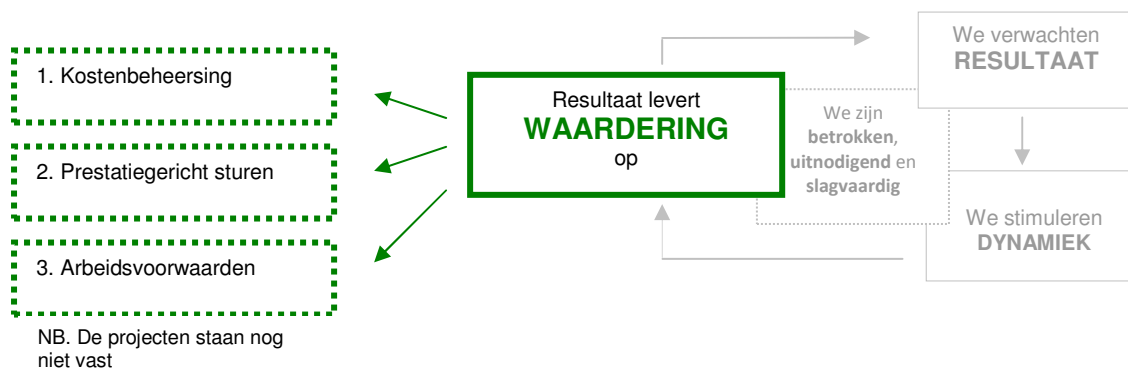 1. Kostenbeheersing
2. Prestatiegericht sturen
3. Arbeidsvoorwaarden
NB. De projecten staan nog
niet vast
Resultaat levert
WAARDERING
op
We zijn
betrokken,
uitnodigend en
slagvaardig
We verwachten
RESULTAAT
We stimuleren
DYNAMIEK